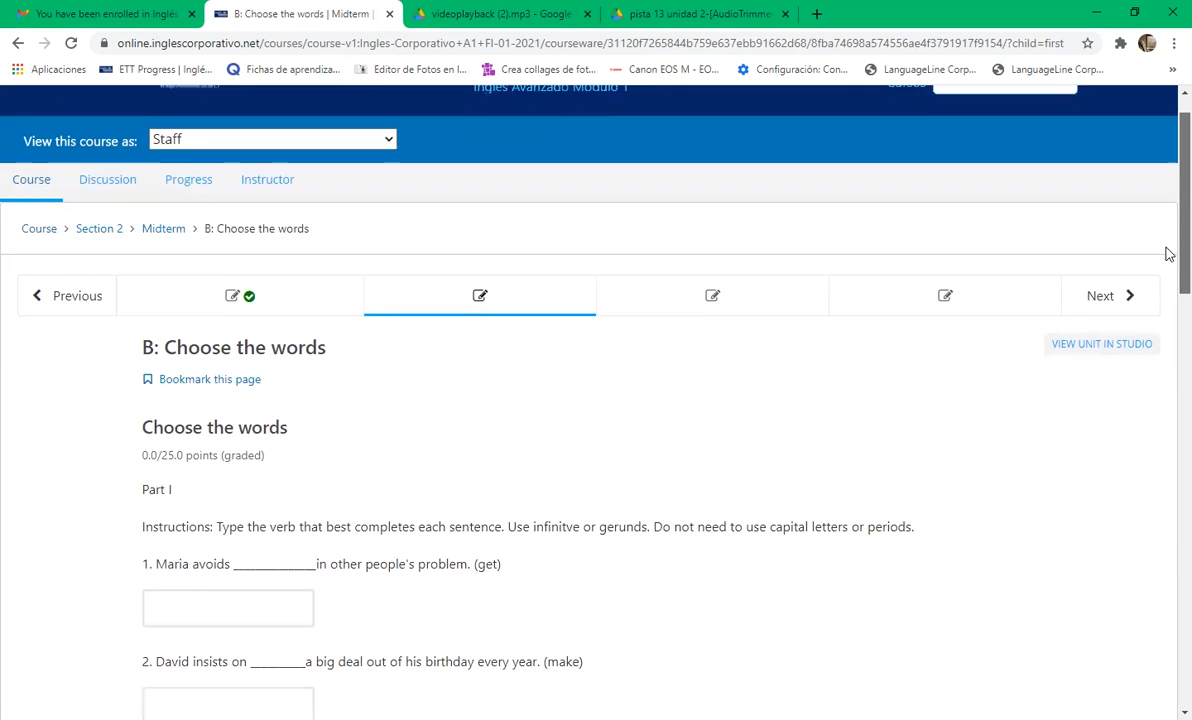 You have been enrolled in Inglés
B: Choose the words | Midterm |
videoplayback (2).mp3 - Google
pista 13 unidad 2-[AudioTrimme
online.inglescorporativo.net/courses/course-v1:Ingles-Corporativo+A1+FI-01-2021/courseware/31120f7265844b759e637ebb91662d68/8fba74698a574556ae4f3791917f9154/?child=first
Aplicaciones
ETT Progress | Inglé...
Fichas de aprendiza...
Editor de Fotos en l...
Crea collages de fot...
Canon EOS M - EO...
Configuración: Con...
LanguageLine Corp...
LanguageLine Corp...
»
Inglés Avanzado Módulo 1
View this course as:
Staff
Course
Discussion
Progress
Instructor
Course > Section 2 > Midterm > B: Choose the words
Previous
Next
B: Choose the words
VIEW UNIT IN STUDIO
Bookmark this page
Choose the words
0.0/25.0 points (graded)
Part I
Instructions: Type the verb that best completes each sentence. Use infinitve or gerunds. Do not need to use capital letters or periods.
1. Maria avoids ______________in other people's problem. (get)
2. David insists on _________a big deal out of his birthday every year. (make)